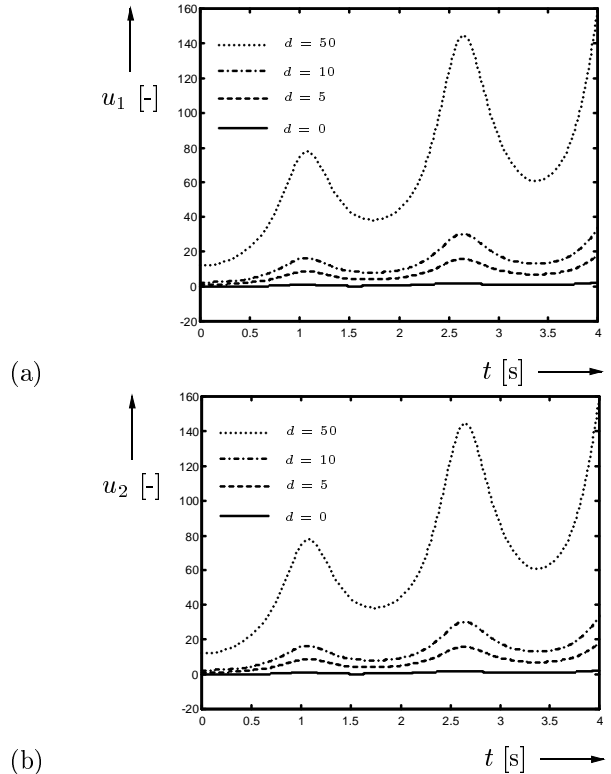 160
140
120
100
80
60
40
20
0
-20
d = 50
d = 10
d = 5
d = 0
u₁ [-]
0 0.5 1 1.5 2 2.5 3 3.5 4
(a)
t [s]
160
140
120
100
80
60
40
20
0
-20
d = 50
d = 10
d = 5
d = 0
u₂ [-]
0 0.5 1 1.5 2 2.5 3 3.5 4
(b)
t [s]